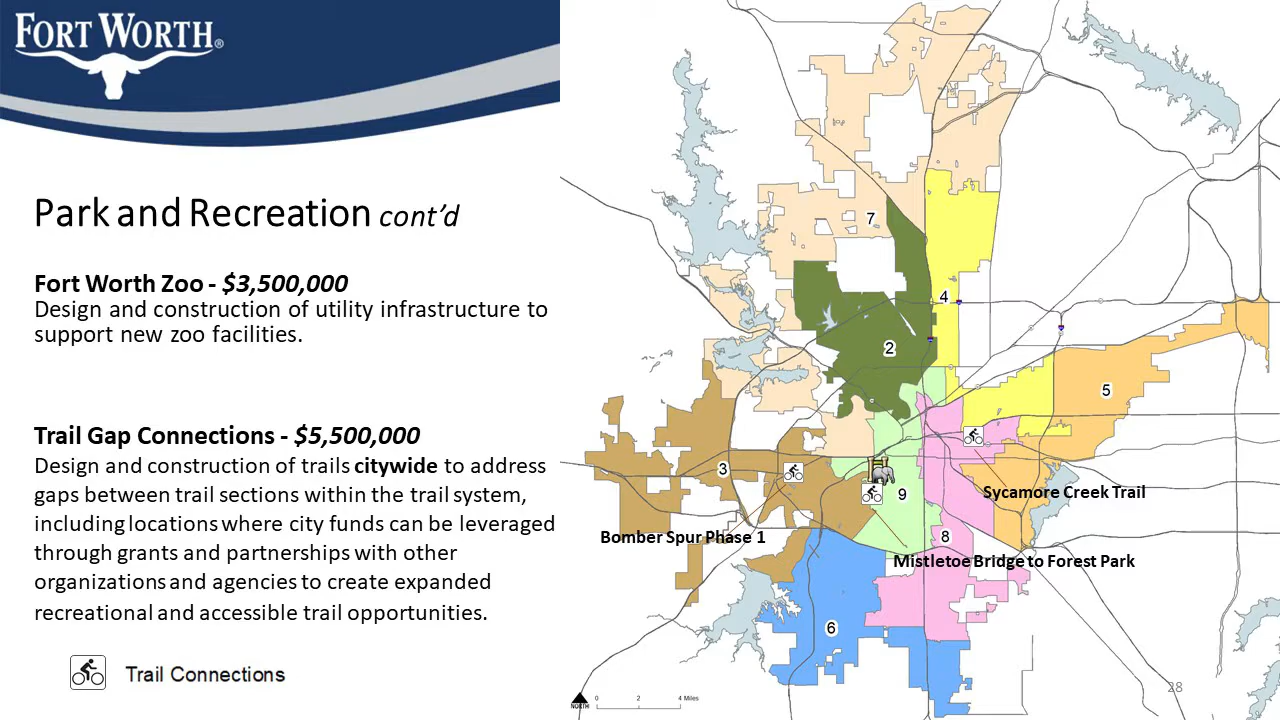 FORT WORTH®
Park and Recreation cont’d
Fort Worth Zoo - $3,500,000
Design and construction of utility infrastructure to
support new zoo facilities.
Trail Gap Connections - $5,500,000
Design and construction of trails citywide to address
gaps between trail sections within the trail system,
including locations where city funds can be leveraged
through grants and partnerships with other
organizations and agencies to create expanded
recreational and accessible trail opportunities.
Trail Connections
7
4
2
5
3
9
Sycamore Creek Trail
Bomber Spur Phase 1
8
Mistletoe Bridge to Forest Park
6
28
NORTH
0 2 4 Miles